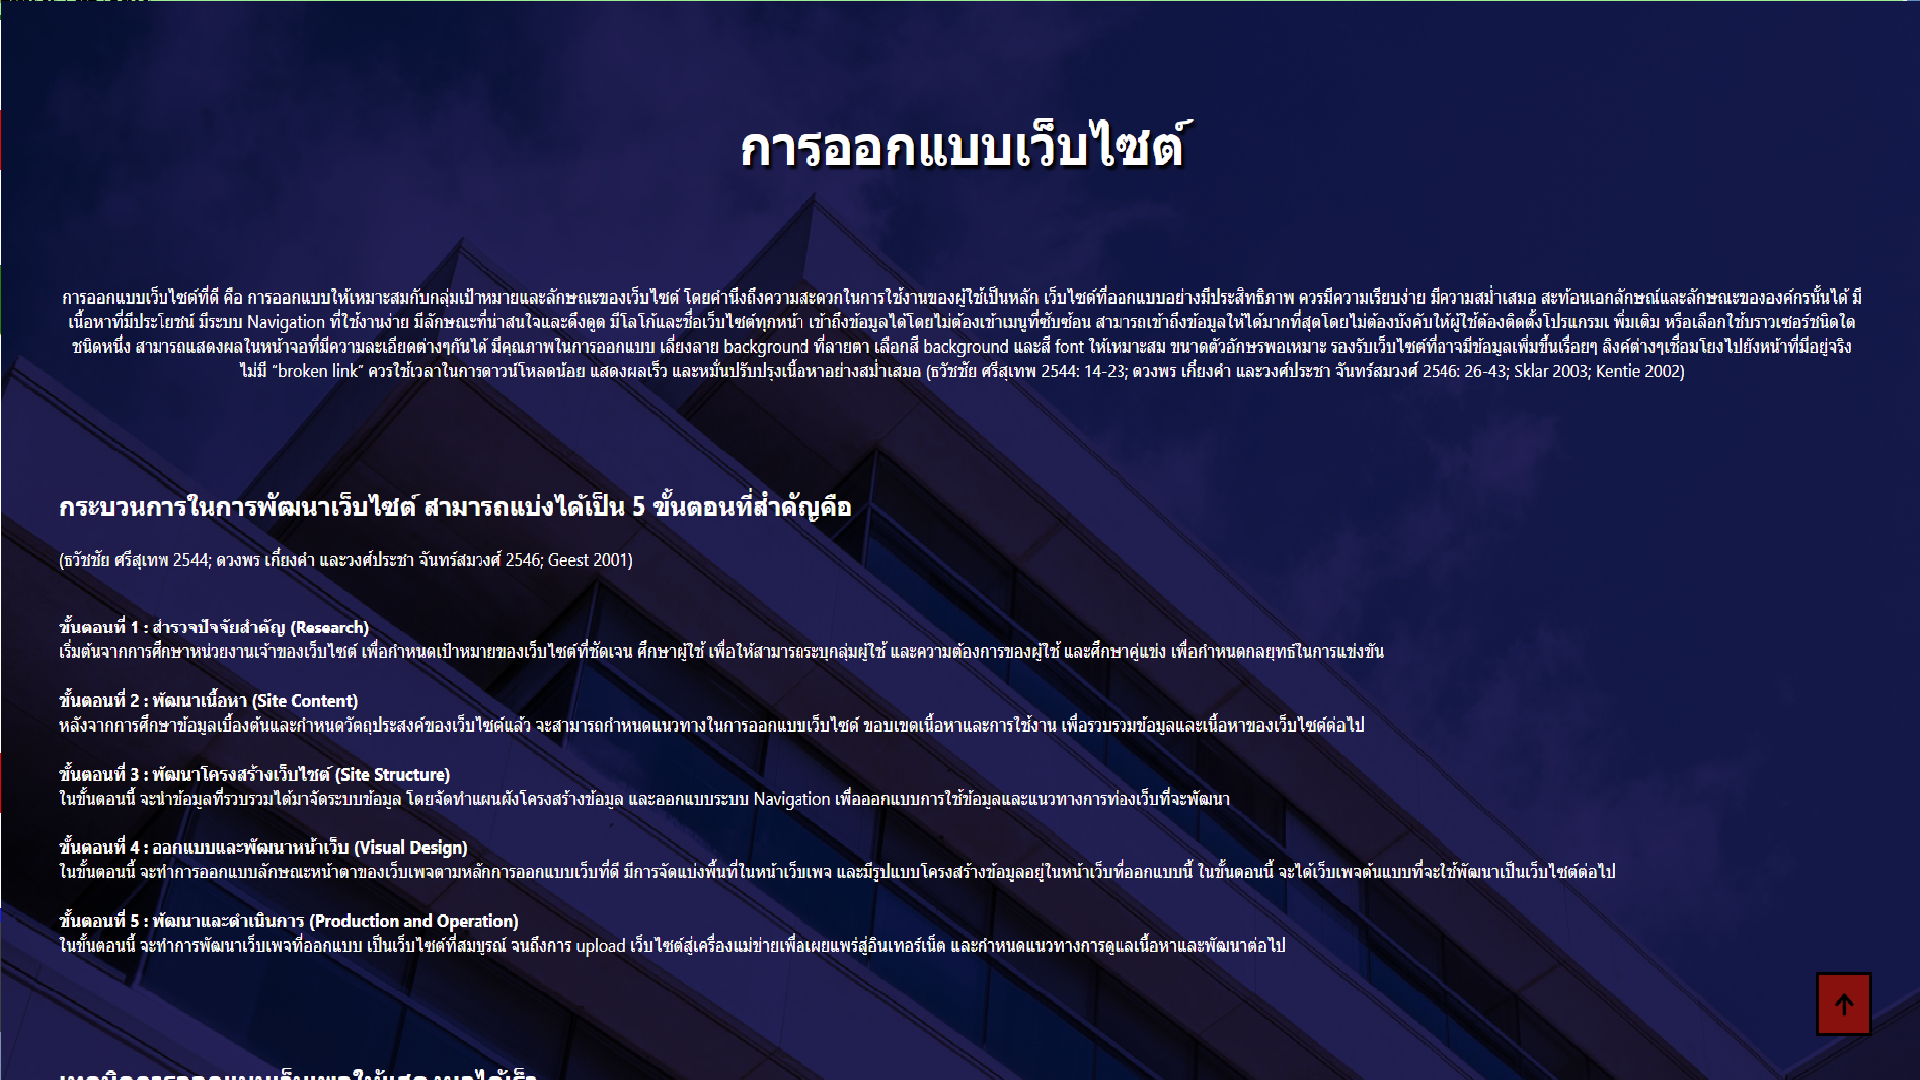 การออกแบบเว็บไซต์
การออกแบบเว็บไซต์ที่ดี คือ การออกแบบให้เหมาะสมกับกลุ่มเป้าหมายและลักษณะของเว็บไซต์ โดยคำนึงถึงความสะดวกในการใช้งานของผู้ใช้เป็นหลัก เว็บไซต์ที่ออกแบบอย่างมีประสิทธิภาพ ควรมีความเรียบง่าย มีความสม่ำเสมอ สะท้อนเอกลักษณ์และลักษณะขององค์กรนั้นได้ มี
เนื้อหาที่มีประโยชน์ มีระบบ Navigation ที่ใช้งานง่าย มีลักษณะที่น่าสนใจและดึงดูด มีโลโก้และชื่อเว็บไซต์ทุกหน้า เข้าถึงข้อมูลได้โดยไม่ต้องเข้าเมนูที่ซับซ้อน สามารถเข้าถึงข้อมูลให้ได้มากที่สุดโดยไม่ต้องบังคับให้ผู้ใช้ต้องติดตั้งโปรแกรมเ พิ่มเติม หรือเลือกใช้บราวเซอร์ชนิดใด
ชนิดหนึ่ง สามารถแสดงผลในหน้าจอที่มีความละเอียดต่างๆกันได้ มีคุณภาพในการออกแบบ เลี่ยงลาย background ที่ลายตา เลือกสี background และสี font ให้เหมาะสม ขนาดตัวอักษรพอเหมาะ รองรับเว็บไซต์ที่อาจมีข้อมูลเพิ่มขึ้นเรื่อยๆ ลิงค์ต่างๆเชื่อมโยงไปยังหน้าที่มีอยู่จริง
ไม่มี “broken link” ควรใช้เวลาในการดาวน์โหลดน้อย แสดงผลเร็ว และหมั่นปรับปรุงเนื้อหาอย่างสม่ำเสมอ (ธวัชชัย ศรีสุเทพ 2544: 14-23; ดวงพร เกี๋ยงคำ และวงศ์ประชา จันทร์สมวงศ์ 2546: 26-43; Sklar 2003; Kentie 2002)
กระบวนการในการพัฒนาเว็บไซต์ สามารถแบ่งได้เป็น 5 ขั้นตอนที่สำคัญคือ
(ธวัชชัย ศรีสุเทพ 2544; ดวงพร เกี๋ยงคำ และวงศ์ประชา จันทร์สมวงศ์ 2546; Geest 2001)
ขั้นตอนที่ 1 : สำรวจปัจจัยสำคัญ (Research)
เริ่มต้นจากการศึกษาหน่วยงานเจ้าของเว็บไซต์ เพื่อกำหนดเป้าหมายของเว็บไซต์ที่ชัดเจน ศึกษาผู้ใช้ เพื่อให้สามารถระบุกลุ่มผู้ใช้ และความต้องการของผู้ใช้ และศึกษาคู่แข่ง เพื่อกำหนดกลยุทธ์ในการแข่งขัน
ขั้นตอนที่ 2 : พัฒนาเนื้อหา (Site Content)
หลังจากการศึกษาข้อมูลเบื้องต้นและกำหนดวัตถุประสงค์ของเว็บไซต์แล้ว จะสามารถกำหนดแนวทางในการออกแบบเว็บไซต์ ขอบเขตเนื้อหาและการใช้งาน เพื่อรวบรวมข้อมูลและเนื้อหาของเว็บไซต์ต่อไป
ขั้นตอนที่ 3 : พัฒนาโครงสร้างเว็บไซต์ (Site Structure)
ในขั้นตอนนี้ จะนำข้อมูลที่รวบรวมได้มาจัดระบบข้อมูล โดยจัดทำแผนผังโครงสร้างข้อมูล และออกแบบระบบ Navigation เพื่อออกแบบการใช้ข้อมูลและแนวทางการท่องเว็บที่จะพัฒนา
ขั้นตอนที่ 4 : ออกแบบและพัฒนาหน้าเว็บ (Visual Design)
ในขั้นตอนนี้ จะทำการออกแบบลักษณะหน้าตาของเว็บเพจตามหลักการออกแบบเว็บที่ดี มีการจัดแบ่งพื้นที่ในหน้าเว็บเพจ และมีรูปแบบโครงสร้างข้อมูลอยู่ในหน้าเว็บที่ออกแบบนี้ ในขั้นตอนนี้ จะได้เว็บเพจต้นแบบที่จะใช้พัฒนาเป็นเว็บไซต์ต่อไป
ขั้นตอนที่ 5 : พัฒนาและดำเนินการ (Production and Operation)
ในขั้นตอนนี้ จะทำการพัฒนาเว็บเพจที่ออกแบบ เป็นเว็บไซต์ที่สมบูรณ์ จนถึงการ upload เว็บไซต์สู่เครื่องแม่ข่ายเพื่อเผยแพร่สู่อินเทอร์เน็ต และกำหนดแนวทางการดูแลเนื้อหาและพัฒนาต่อไป